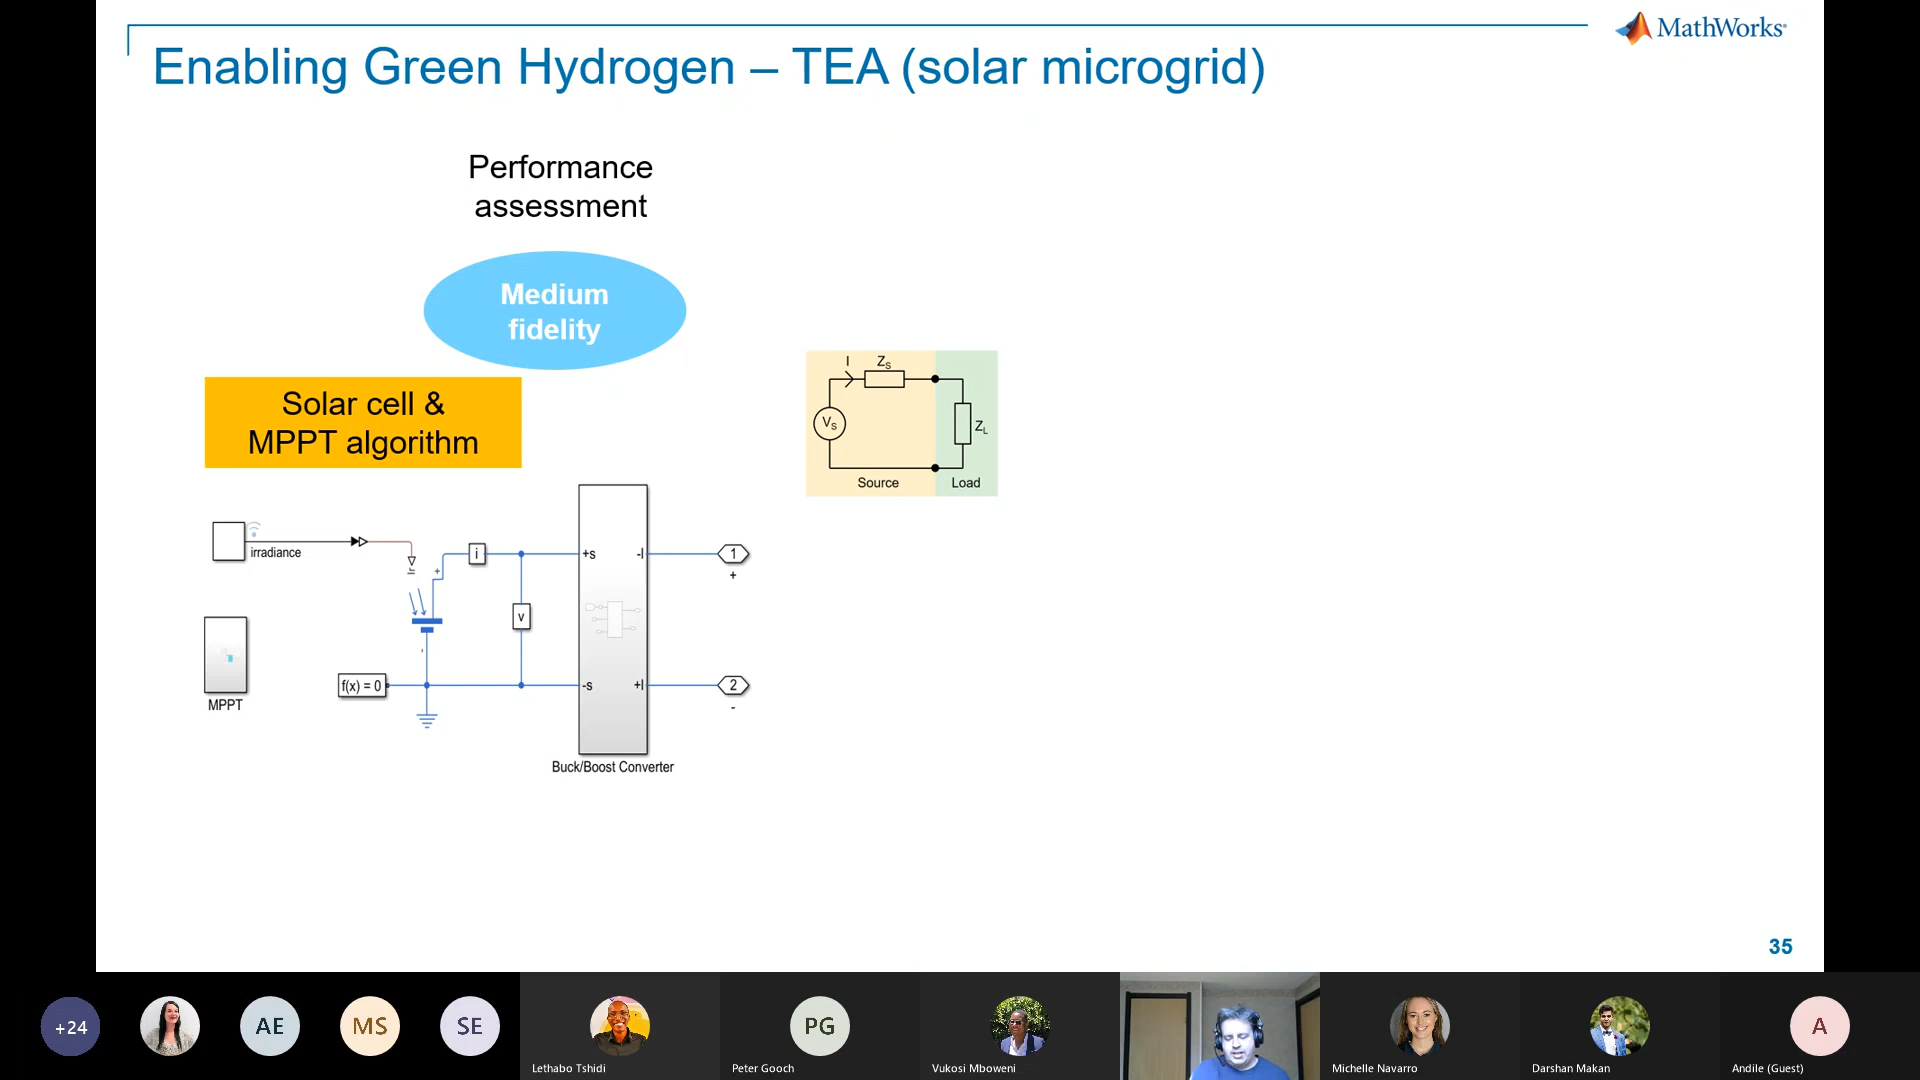 MathWorks®
Enabling Green Hydrogen – TEA (solar microgrid)
Performance
assessment
Medium
fidelity
Solar cell &
MPPT algorithm
I
ZS
VS
ZL
Source
Load
irradiance
Ir
+
i
v
-
f(x) = 0
MPPT
+s
-I
-s
+I
1
+
2
-
Buck/Boost Converter
35
+24
AE
MS
SE
PG
A
Lethabo Tshidi
Peter Gooch
Vukosi Mboweni
Michelle Navarro
Darshan Makan
Andile (Guest)